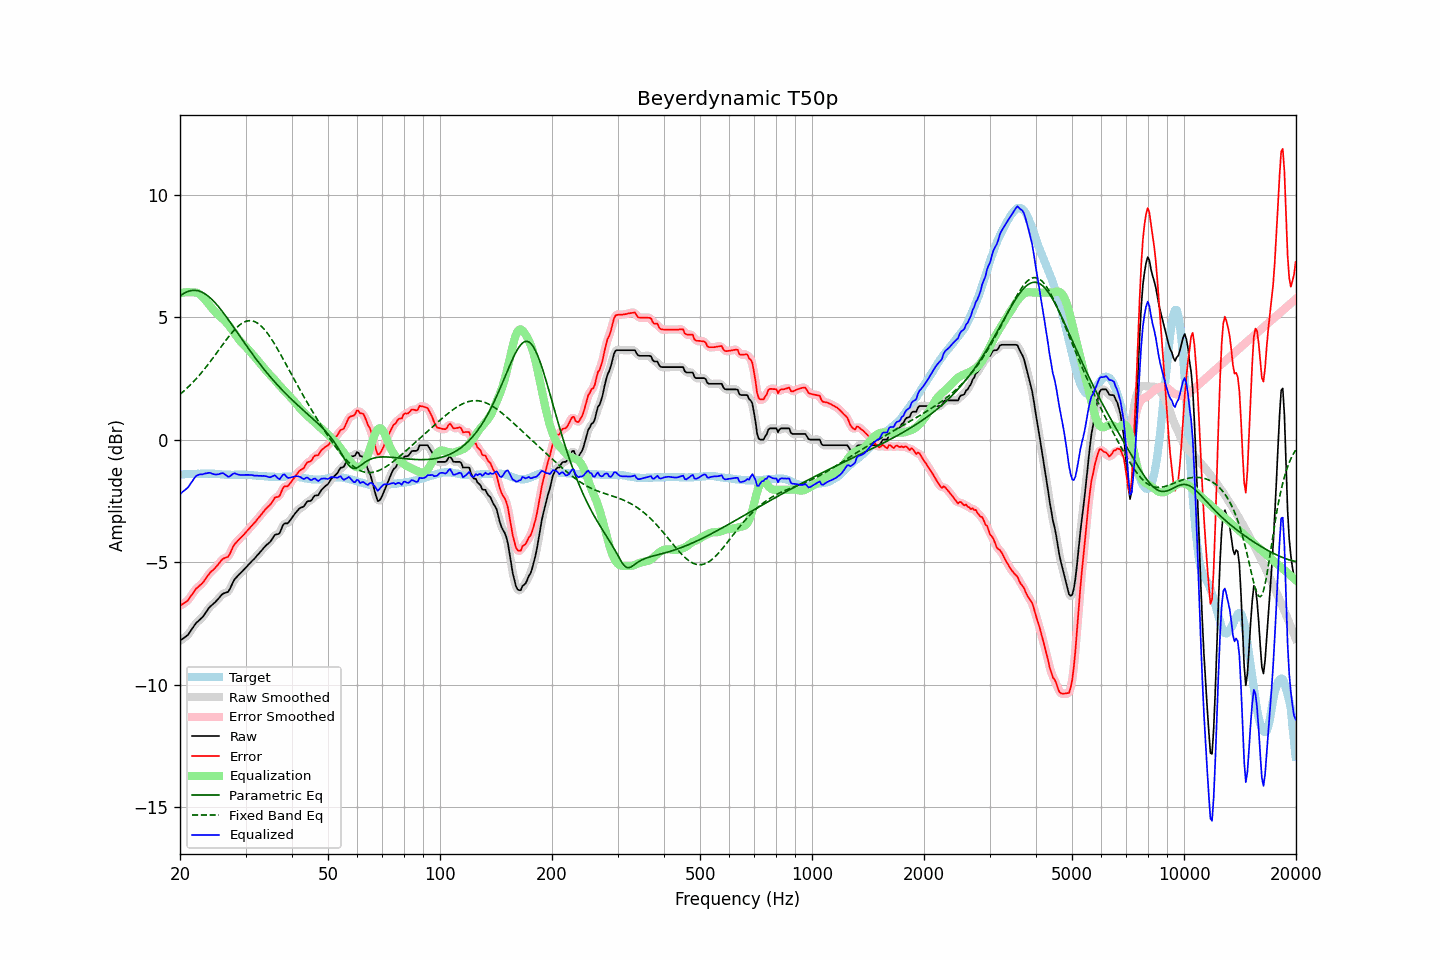 Beyerdynamic T50p
Amplitude (dBr)
10
5
0
−5
−10
−15
Target
Raw Smoothed
Error Smoothed
Raw
Error
Equalization
Parametric Eq
Fixed Band Eq
Equalized
20 50 100 200 500 1000 2000 5000 10000 20000
Frequency (Hz)